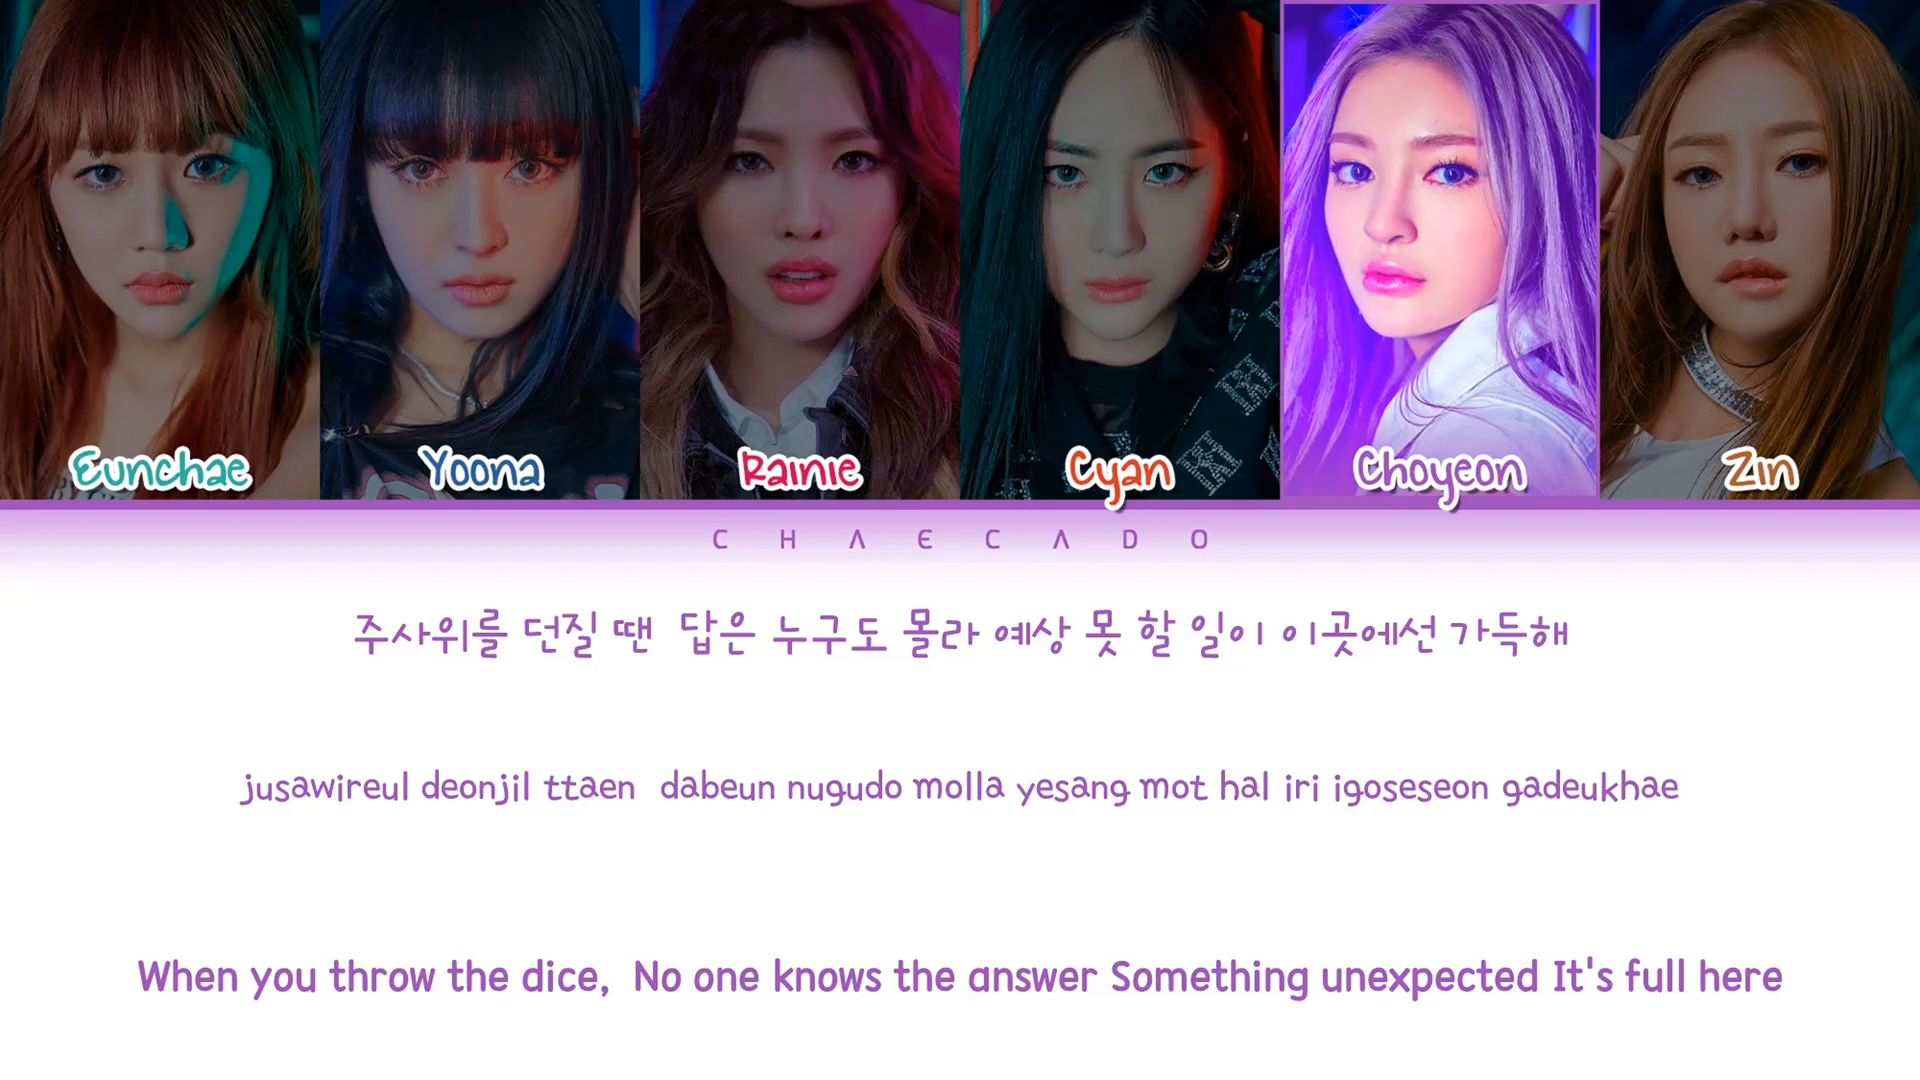 Eunchae
Yoona
Rainie
Cyan
Choyeon
Zin
CHAECADO
주사위를 던질 땐 답은 누구도 몰라 예상 못 할 일이 이곳에선 가득해
jusawireul deonjil ttaen dabeun nugudo molla yesang mot hal iri igoseseon gadeukhae
When you throw the dice, No one knows the answer Something unexpected It's full here